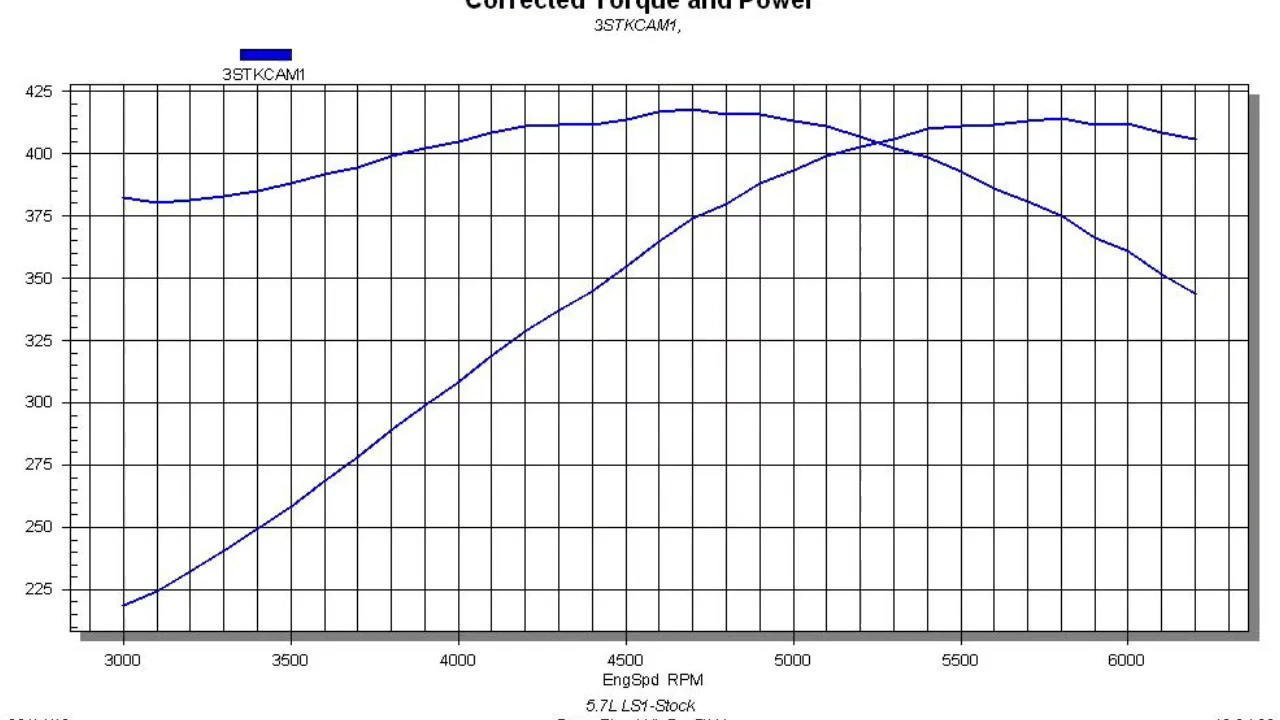 Corrected Torque and Power
3STKCAM1,
3STKCAM1
425
400
375
350
325
300
275
250
225
3000 3500 4000 4500 5000 5500 6000
EngSpd RPM
5.7L LS1-Stock